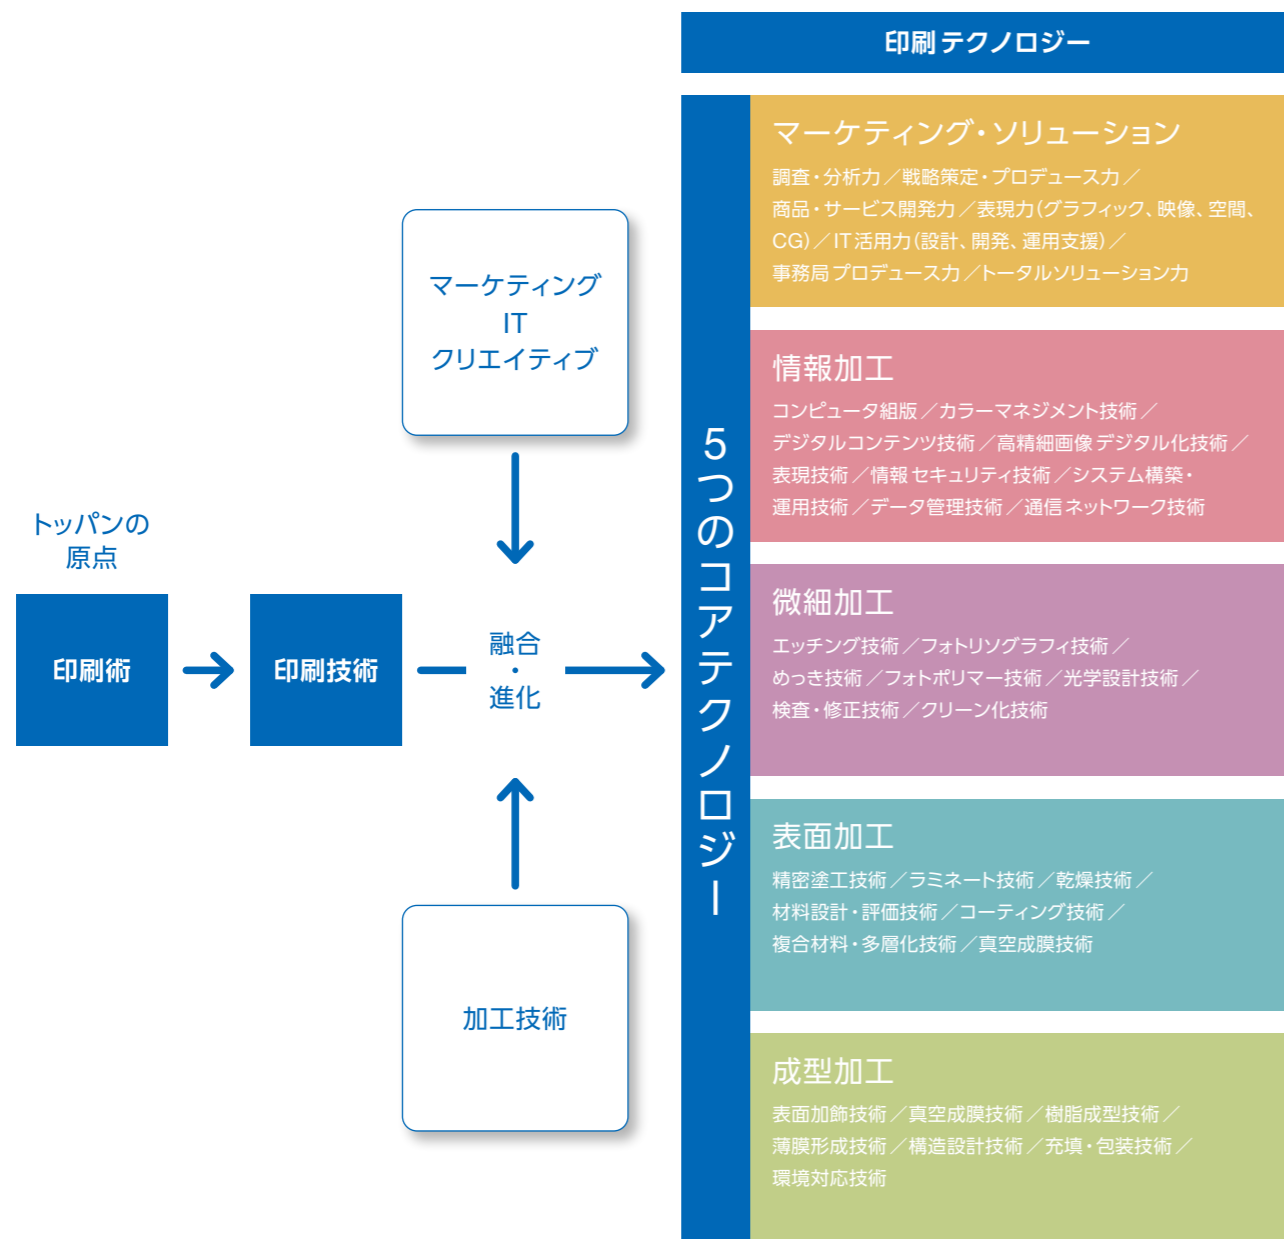 印刷テクノロジー
トッパンの
原点
印刷術
印刷技術
マーケティング
IT
クリエイティブ
融合
・
進化
加工技術
5つのコアテクノロジー
マーケティング・ソリューション
調査・分析力／戦略策定・プロデュース力／
商品・サービス開発力／表現力(グラフィック、映像、空間、
CG)／IT活用力(設計、開発、運用支援)／
事務局プロデュース力／トータルソリューション力
情報加工
コンピュータ組版／カラーマネジメント技術／
デジタルコンテンツ技術／高精細画像デジタル化技術／
表現技術／情報セキュリティ技術／システム構築・
運用技術／データ管理技術／通信ネットワーク技術
微細加工
エッチング技術／フォトリソグラフィ技術／
めっき技術／フォトポリマー技術／光学設計技術／
検査・修正技術／クリーン化技術
表面加工
精密塗工技術／ラミネート技術／乾燥技術／
材料設計・評価技術／コーティング技術／
複合材料・多層化技術／真空成膜技術
成型加工
表面加飾技術／真空成膜技術／樹脂成型技術／
薄膜形成技術／構造設計技術／充填・包装技術／
環境対応技術